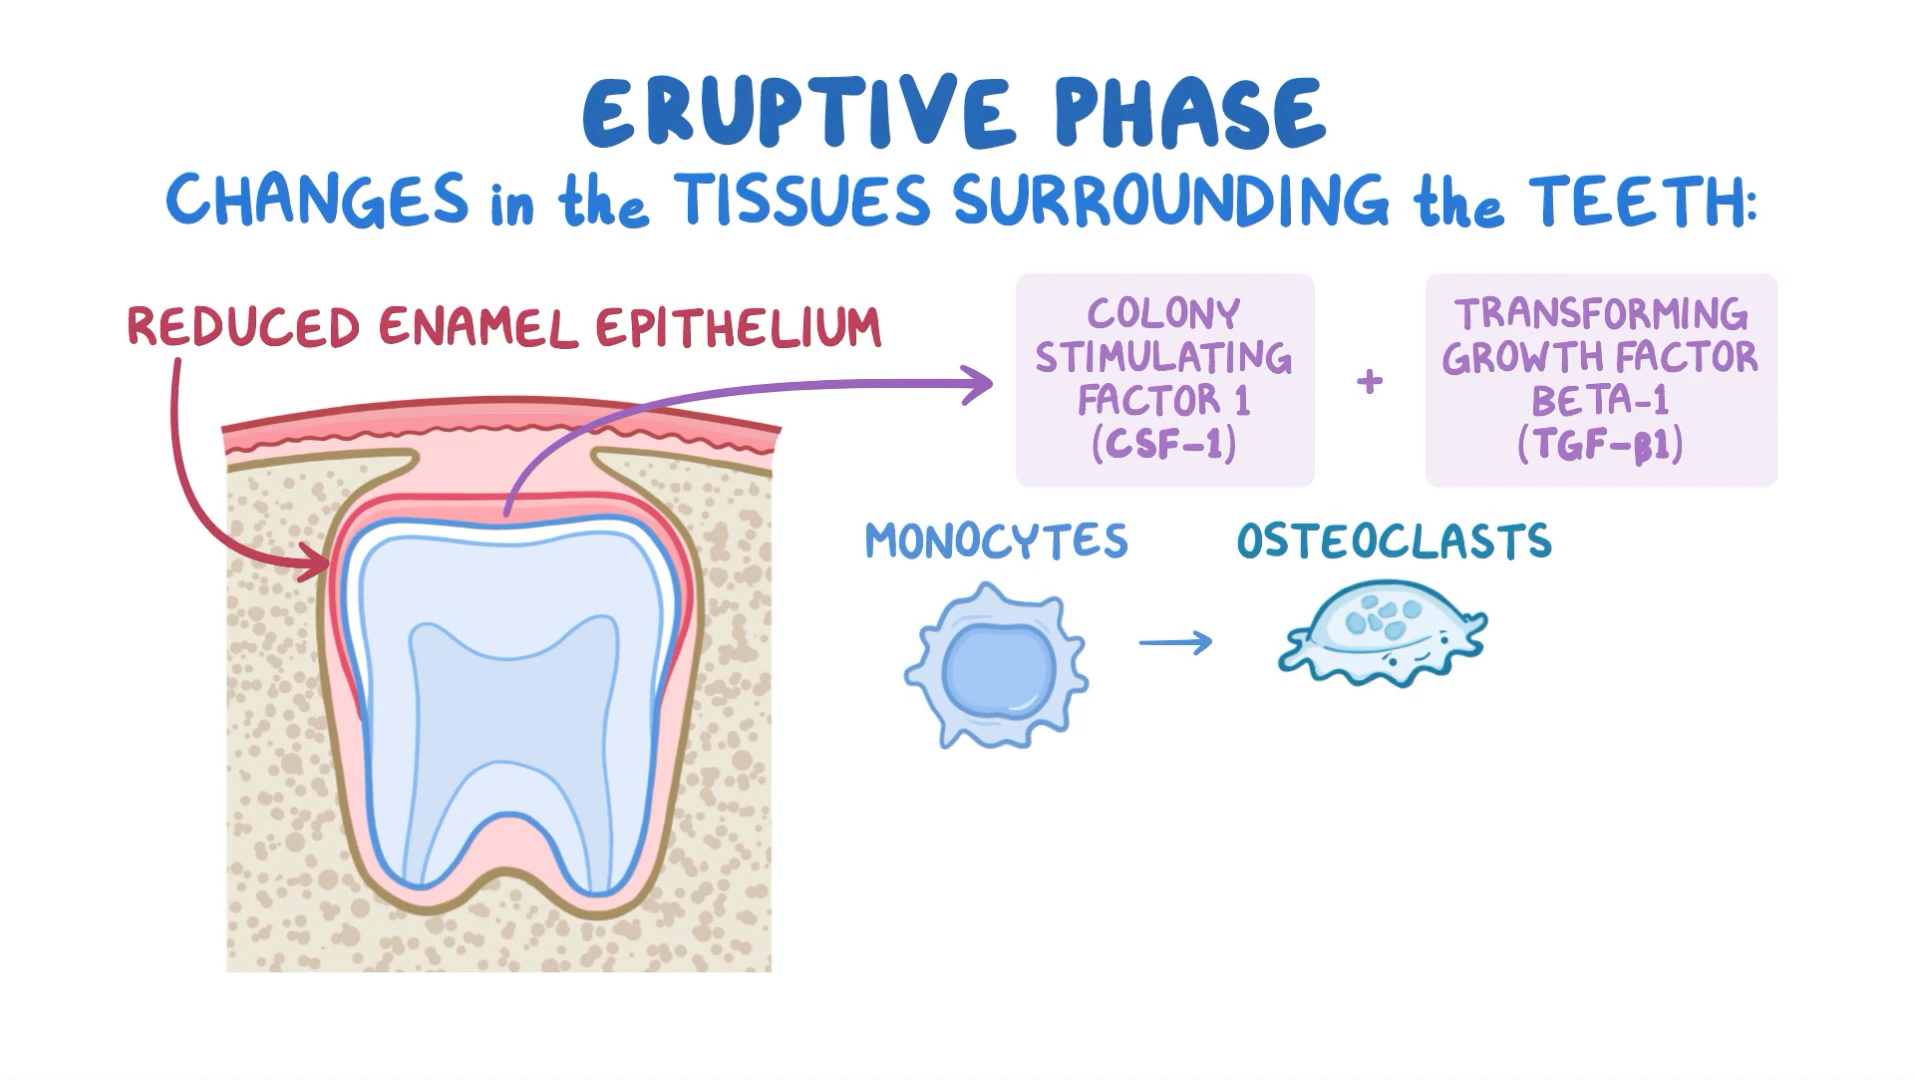 ERUPTIVE PHASE
CHANGES in the TISSUES SURROUNDING the TEETH:
REDUCED ENAMEL EPITHELIUM
COLONY
STIMULATING
FACTOR 1
(CSF-1)
+
TRANSFORMING
GROWTH FACTOR
BETA-1
(TGF-β1)
MONOCYTES
OSTEOCLASTS